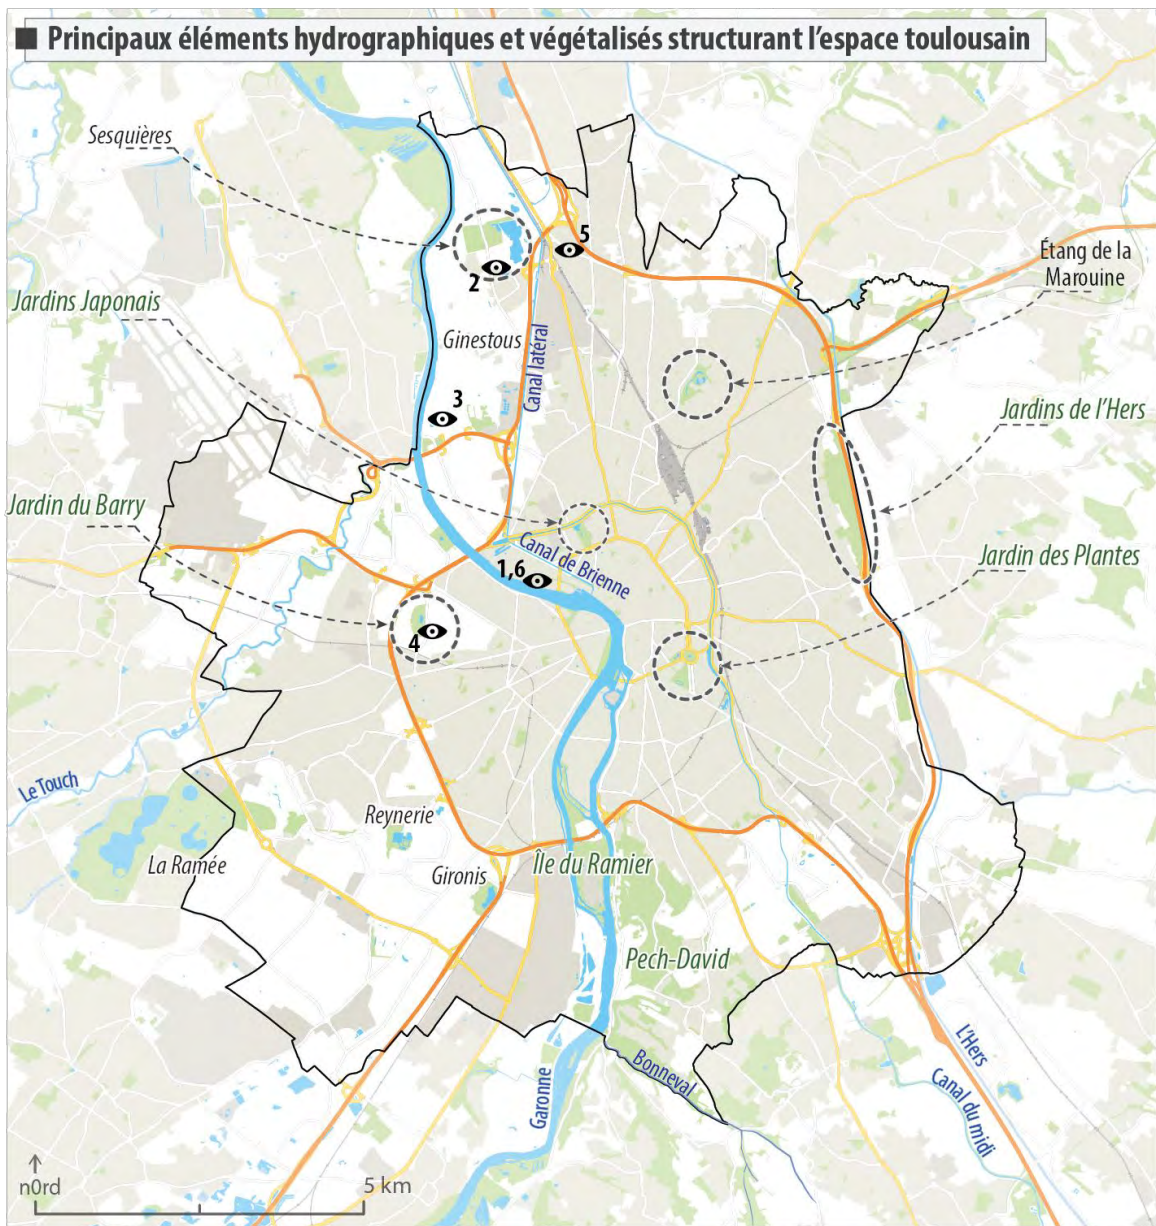 Principaux éléments hydrographiques et végétalisés structurant l'espace toulousain
Sesquières
5
Étang de la
Marouine
2
Jardins Japonais
Ginestous
Canal latéral
3
Jardins de l'Hers
Jardin du Barry
Canal de Brienne
Jardin des Plantes
1,6
4
Le Touch
Reynerie
La Ramée
Gironis
Île du Ramier
Pech-David
L'Hers
Bonneval
Garonne
Canal du midi
n0rd
5 km